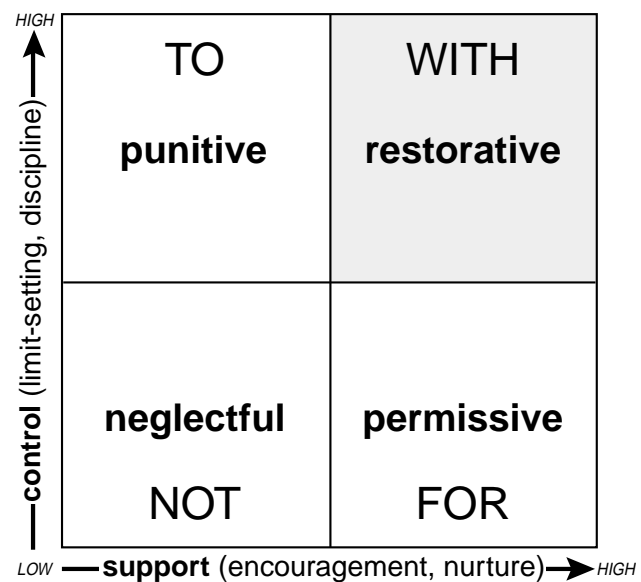 HIGH
TO
WITH
punitive
restorative
control (limit-setting, discipline)
neglectful
permissive
NOT
FOR
LOW
support (encouragement, nurture)
HIGH